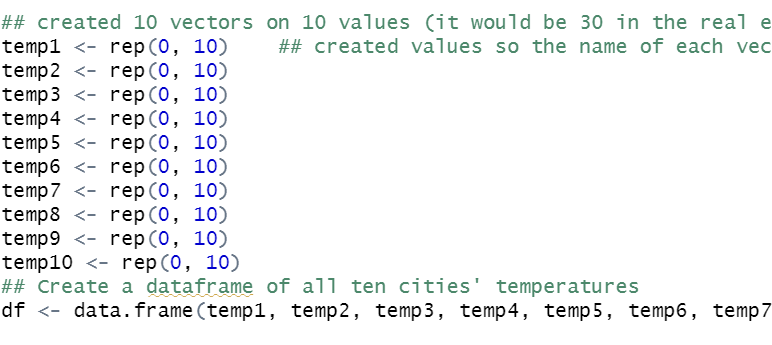 ## created 10 vectors on 10 values (it would be 30 in the real e
temp1 <- rep(0, 10)    ## created values so the name of each vec
temp2 <- rep(0, 10)
temp3 <- rep(0, 10)
temp4 <- rep(0, 10)
temp5 <- rep(0, 10)
temp6 <- rep(0, 10)
temp7 <- rep(0, 10)
temp8 <- rep(0, 10)
temp9 <- rep(0, 10)
temp10 <- rep(0, 10)
## Create a dataframe of all ten cities' temperatures
df <- data.frame(temp1, temp2, temp3, temp4, temp5, temp6, temp7